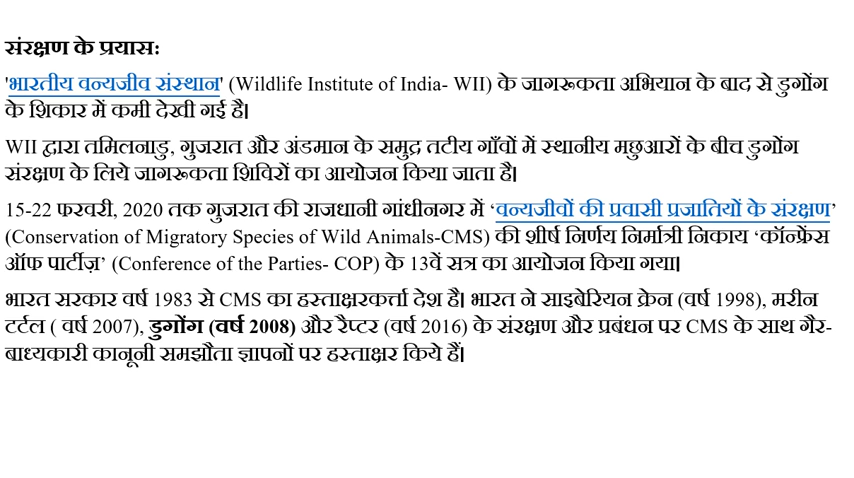 संरक्षण के प्रयासः
'भारतीय वन्यजीव संस्थान' (Wildlife Institute of India- WII) के जागरूकता अभियान के बाद से डुगोंग
के शिकार में कमी देखी गई है।
WII द्वारा तमिलनाडु, गुजरात और अंडमान के समुद्र तटीय गाँवों में स्थानीय मछुआरों के बीच डुगोंग
संरक्षण के लिये जागरूकता शिविरों का आयोजन किया जाता है।
15-22 फरवरी, 2020 तक गुजरात की राजधानी गांधीनगर में ‘वन्यजीवों की प्रवासी प्रजातियों के संरक्षण’
(Conservation of Migratory Species of Wild Animals-CMS) की शीर्ष निर्णय निर्मात्री निकाय ‘कॉन्फ्रेंस
ऑफ पार्टीज़’ (Conference of the Parties- COP) के 13वें सत्र का आयोजन किया गया।
भारत सरकार वर्ष 1983 से CMS का हस्ताक्षरकर्त्ता देश है। भारत ने साइबेरियन क्रेन (वर्ष 1998), मरीन
टर्टल ( वर्ष 2007), डुगोंग (वर्ष 2008) और रैप्टर (वर्ष 2016) के संरक्षण और प्रबंधन पर CMS के साथ गैर-
बाध्यकारी कानूनी समझौता ज्ञापनों पर हस्ताक्षर किये हैं।